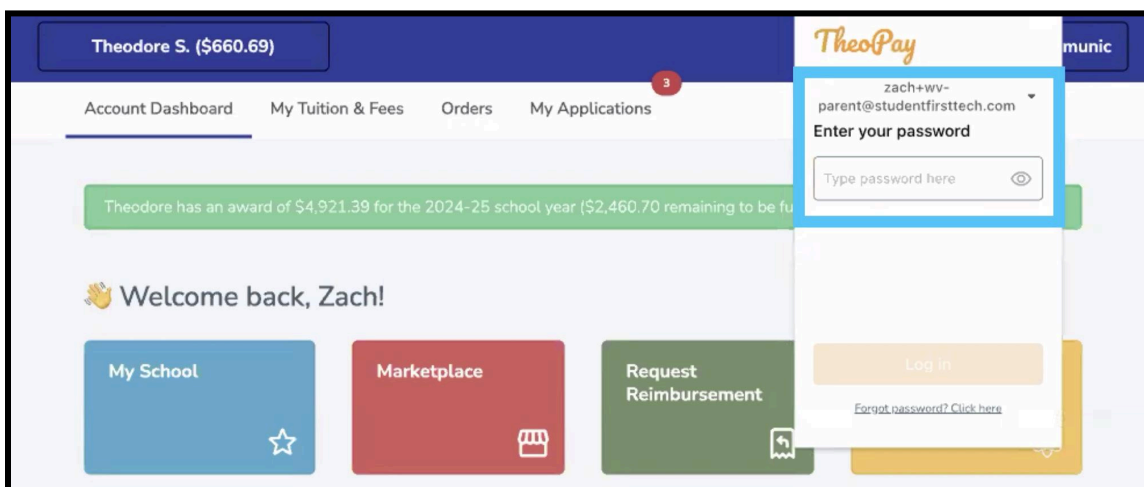 Theodore S. ($660.69)
TheoPay
munic
3
Account Dashboard
My Tuition & Fees
Orders
My Applications
zach+wv-
parent@studentfirsttech.com
Enter your password
Type password here
Theodore has an award of $4,921.39 for the 2024-25 school year ($2,460.70 remaining to be fu
👋 Welcome back, Zach!
My School
Marketplace
Request
Reimbursement
Log in
Forgot password? Click here